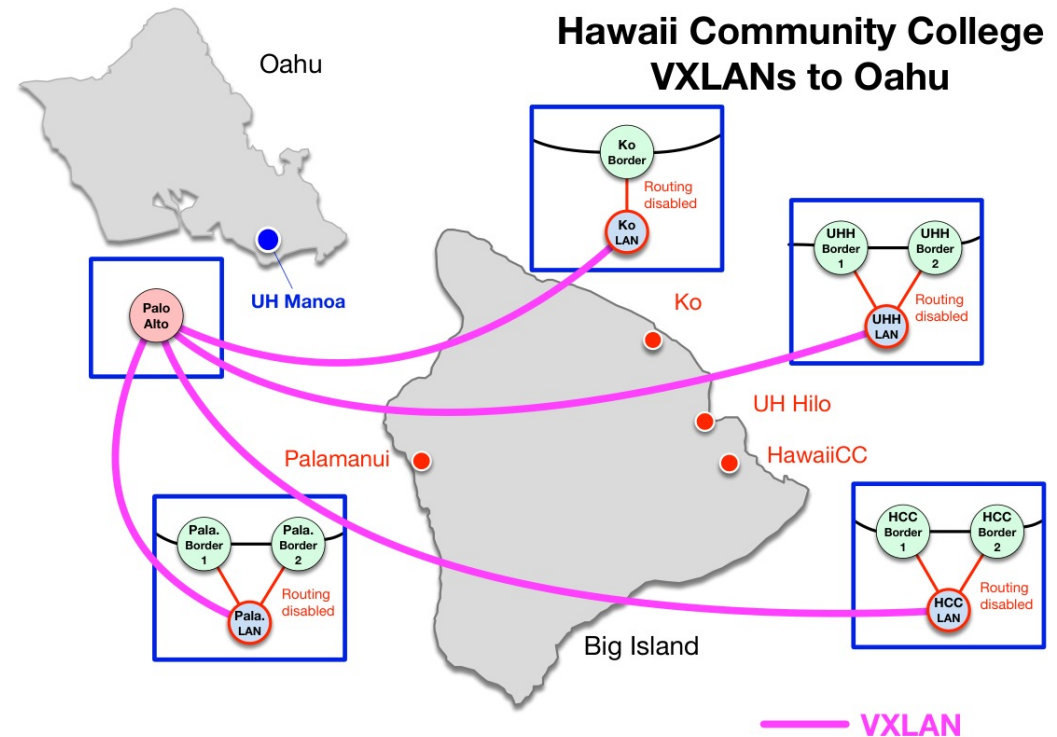 Hawaii Community College
VXLANs to Oahu
Oahu
UH Manoa
Palo
Alto
Ko
Border
Routing
disabled
Ko
LAN
UHH
Border
1
UHH
Border
2
Routing
disabled
UHH
LAN
Ko
UH Hilo
HawaiiCC
Palamanui
Pala.
Border
1
Pala.
Border
2
Routing
disabled
Pala.
LAN
HCC
Border
1
HCC
Border
2
Routing
disabled
HCC
LAN
Big Island
VXLAN